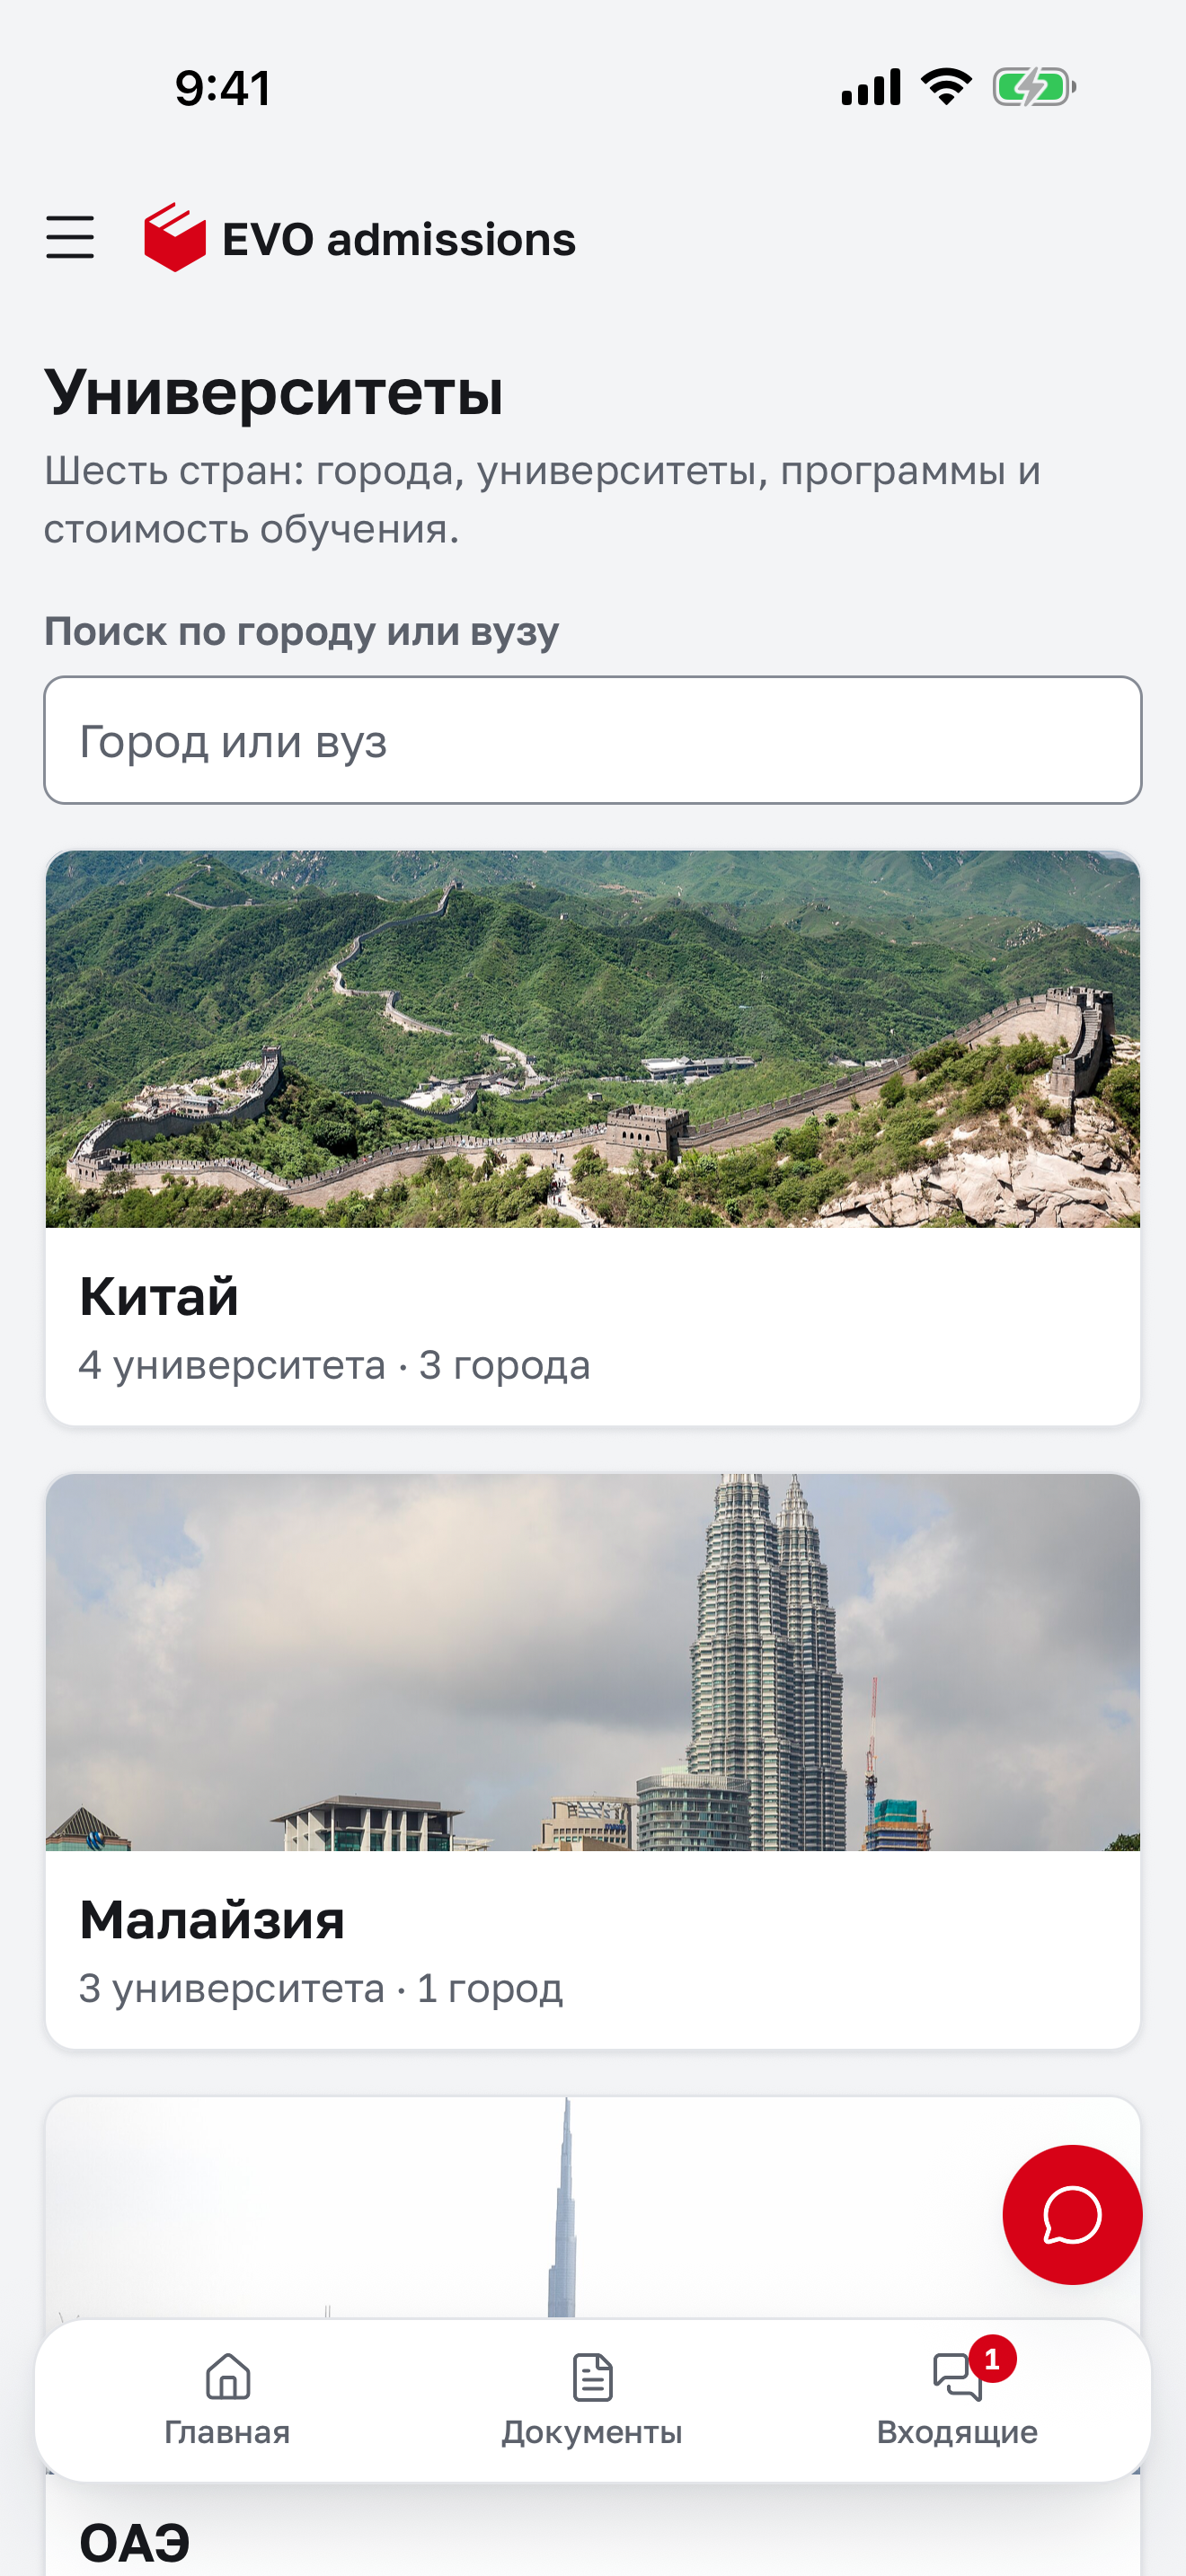 9:41
EVO admissions
Университеты
Шесть стран: города, университеты, программы и
стоимость обучения.
Поиск по городу или вузу
Город или вуз
Китай
4 университета · 3 города
Малайзия
3 университета · 1 город
1
Главная
Документы
Входящие
ОАЭ